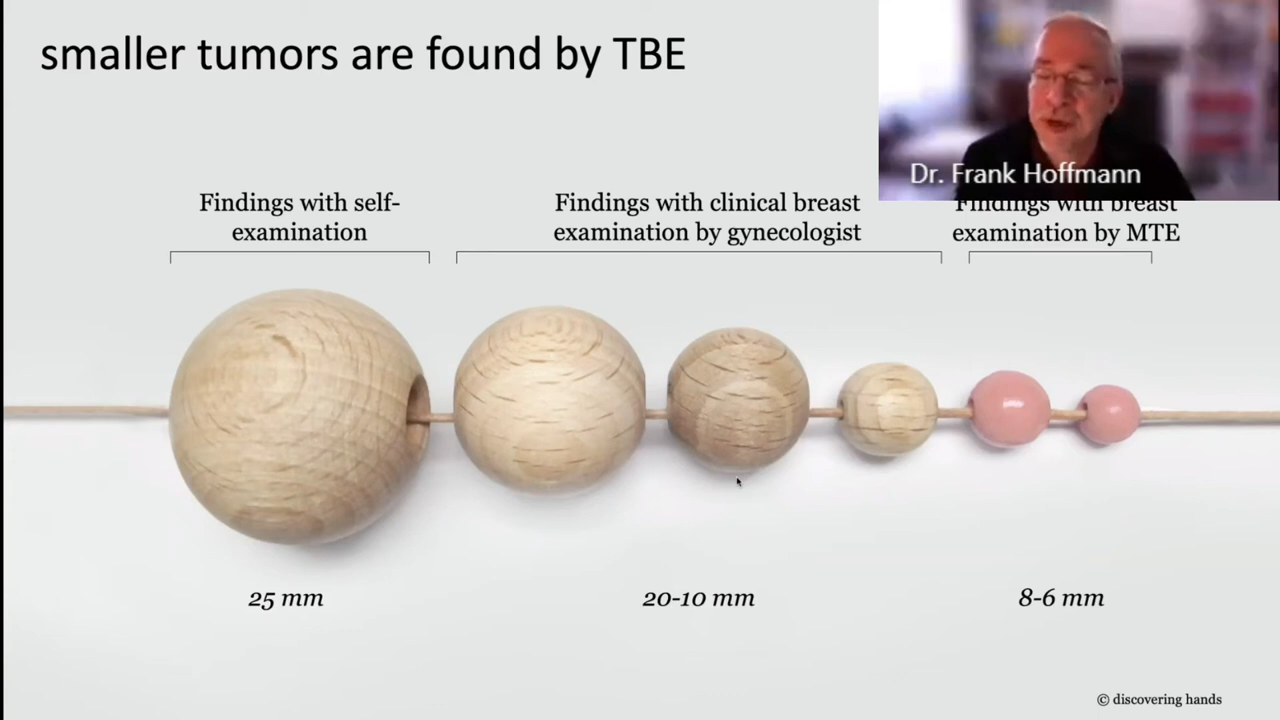 smaller tumors are found by TBE
Dr. Frank Hoffmann
Findings with self-
examination
Findings with clinical breast
examination by gynecologist
Findings with breast
examination by MTE
25 mm
20-10 mm
8-6 mm
© discovering hands